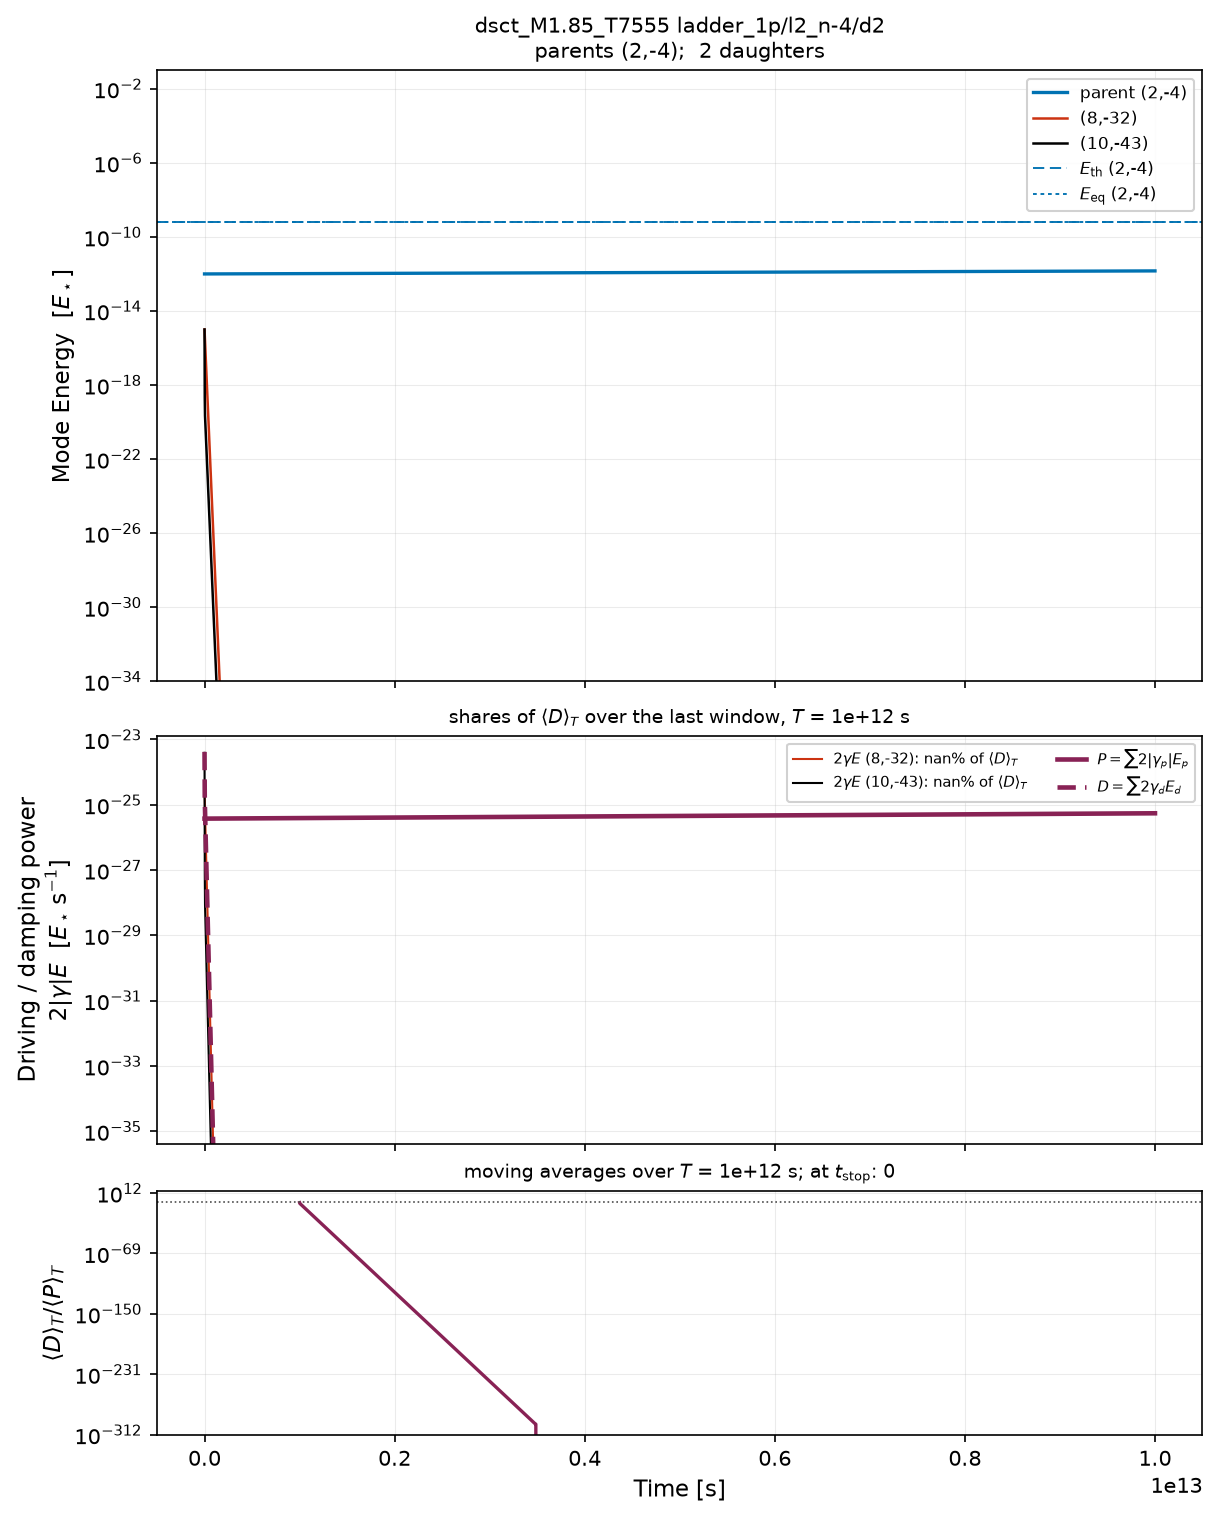 dsct_M1.85_T7555 ladder_1p/l2_n-4/d2
parents (2,-4);  2 daughters
10^{-2}
10^{-6}
10^{-10}
10^{-14}
10^{-18}
10^{-22}
10^{-26}
10^{-30}
10^{-34}
Mode Energy  [E⋆]
parent (2,-4)
(8,-32)
(10,-43)
E_th (2,-4)
E_eq (2,-4)
shares of ⟨D⟩_T over the last window, T = 1e+12 s
10^{-23}
10^{-25}
10^{-27}
10^{-29}
10^{-31}
10^{-33}
10^{-35}
Driving / damping power
2|γ|E  [E⋆ s^{-1}]
2γE (8,-32): nan% of ⟨D⟩_T
2γE (10,-43): nan% of ⟨D⟩_T
P = ∑2|γ_p|E_p
D = ∑2γ_dE_d
moving averages over T = 1e+12 s; at t_stop: 0
10^{12}
10^{-69}
10^{-150}
10^{-231}
10^{-312}
⟨D⟩_T/⟨P⟩_T
0.0 0.2 0.4 0.6 0.8 1.0
1e13
Time [s]